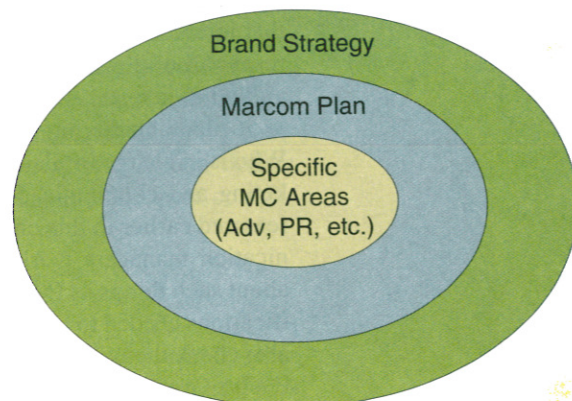 Brand Strategy
Marcom Plan
Specific
MC Areas
(Adv, PR, etc.)